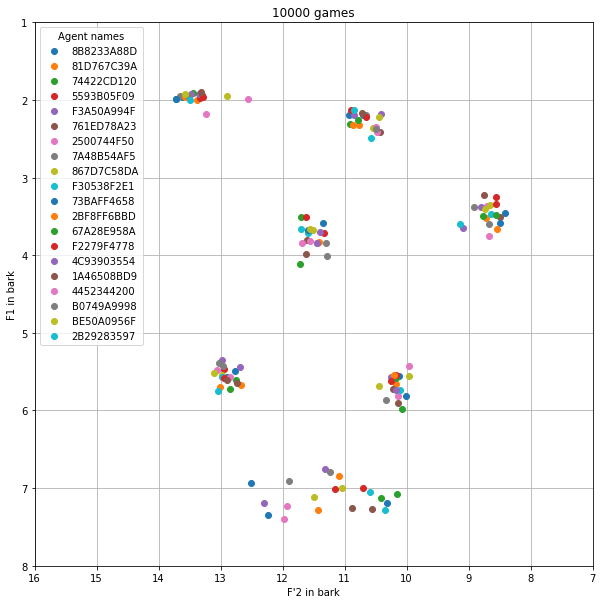 10000 games
Agent names
8B8233A88D
81D767C39A
74422CD120
5593B05F09
F3A50A994F
761ED78A23
2500744F50
7A48B54AF5
867D7C58DA
F30538F2E1
73BAFF4658
2BF8FF6BBD
67A28E958A
F2279F4778
4C93903554
1A46508BD9
4452344200
B0749A9998
BE50A0956F
2B29283597
F1 in bark
1
2
3
4
5
6
7
8
16 15 14 13 12 11 10 9 8 7
F'2 in bark